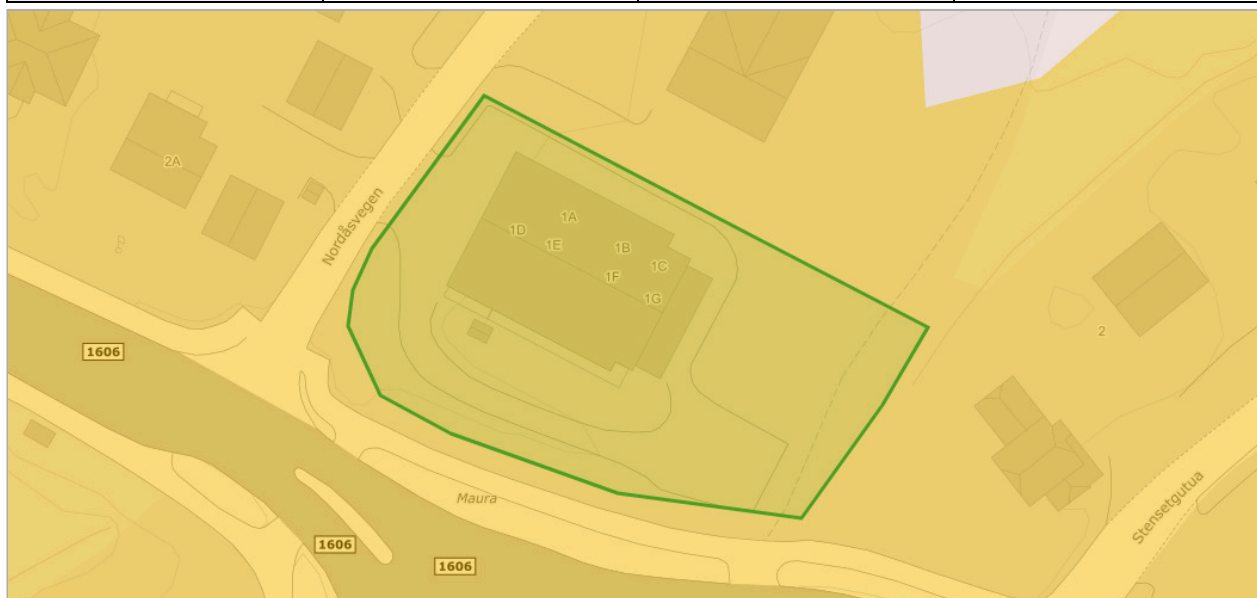 2A
Nordåsvegen
1A
1D
1E
1B
1C
1F
1G
2
1606
Maura
Stensetgutua
1606
1606